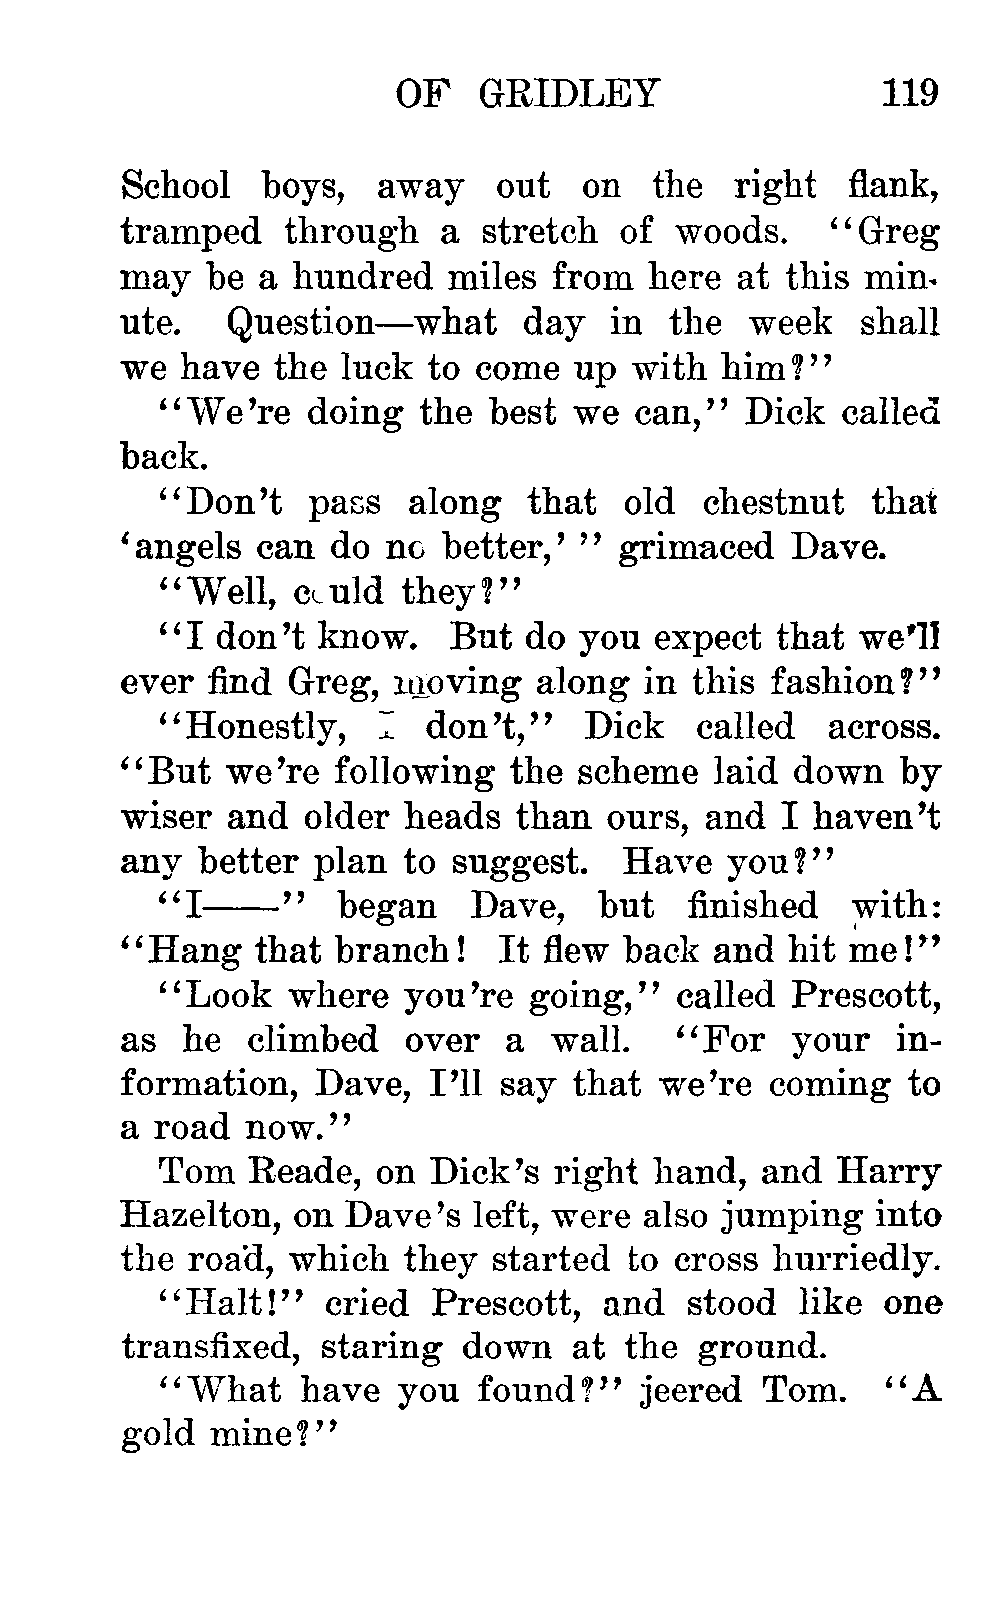 OF GRIDLEY 119
School boys, away out on the right flank,
tramped through a stretch of woods. "Greg
may be a hundred miles from here at this min-
ute. Question—what day in the week shall
we have the luck to come up with him?"
"We're doing the best we can," Dick called
back.
"Don't pass along that old chestnut that
'angels can do no better,' " grimaced Dave.
"Well, could they?"
"I don't know. But do you expect that we'll
ever find Greg, moving along in this fashion?"
"Honestly, I don't," Dick called across.
"But we're following the scheme laid down by
wiser and older heads than ours, and I haven't
any better plan to suggest. Have you?"
"I——" began Dave, but finished with:
"Hang that branch! It flew back and hit me!"
"Look where you're going," called Prescott,
as he climbed over a wall. "For your in-
formation, Dave, I'll say that we're coming to
a road now."
Tom Reade, on Dick's right hand, and Harry
Hazelton, on Dave's left, were also jumping into
the road, which they started to cross hurriedly.
"Halt!" cried Prescott, and stood like one
transfixed, staring down at the ground.
"What have you found?" jeered Tom. "A
gold mine?"